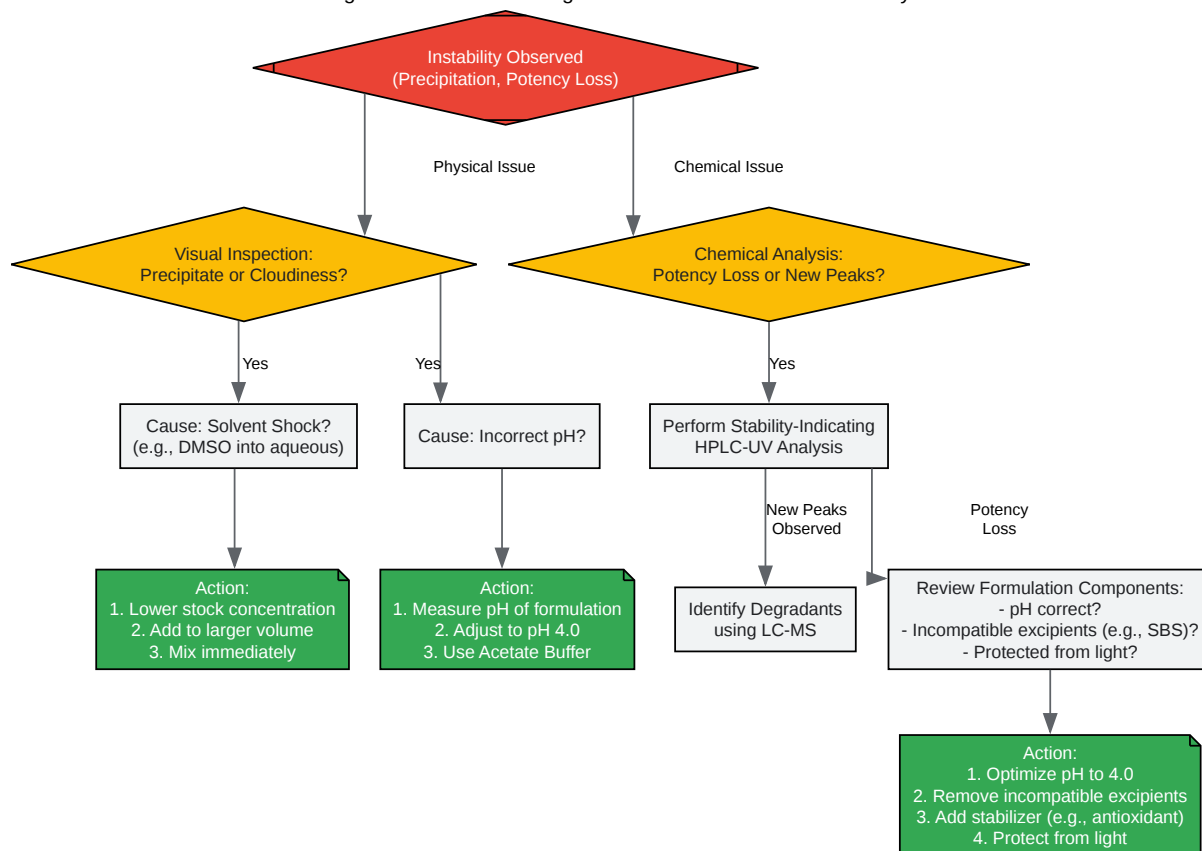 Instability Observed
(Precipitation, Potency Loss)
Physical Issue
Chemical Issue
Visual Inspection:
Precipitate or Cloudiness?
Chemical Analysis:
Potency Loss or New Peaks?
Yes
Yes
Yes
Cause: Solvent Shock?
(e.g., DMSO into aqueous)
Cause: Incorrect pH?
Perform Stability-Indicating
HPLC-UV Analysis
New Peaks
Observed
Potency
Loss
Action:
1. Lower stock concentration
2. Add to larger volume
3. Mix immediately
Action:
1. Measure pH of formulation
2. Adjust to pH 4.0
3. Use Acetate Buffer
Identify Degradants
using LC-MS
Review Formulation Components:
- pH correct?
- Incompatible excipients (e.g., SBS)?
- Protected from light?
Action:
1. Optimize pH to 4.0
2. Remove incompatible excipients
3. Add stabilizer (e.g., antioxidant)
4. Protect from light